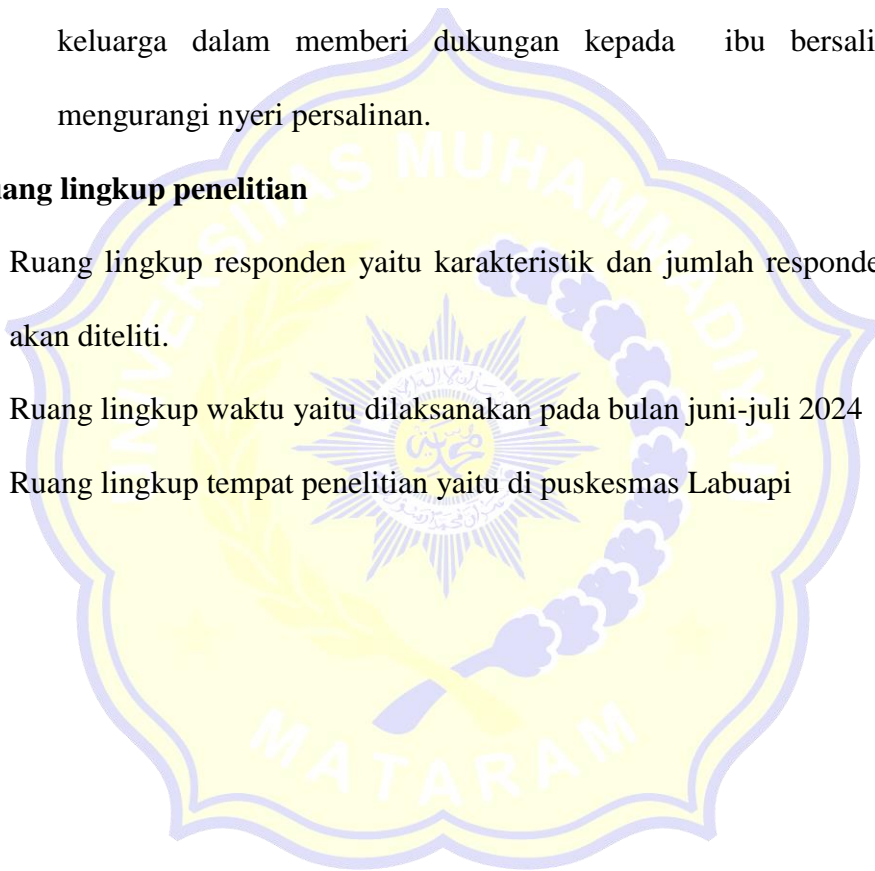 keluarga dalam memberi dukungan kepada ibu bersali
mengurangi nyeri persalinan.
ang lingkup penelitian
Ruang lingkup responden yaitu karakteristik dan jumlah responde
akan diteliti.
Ruang lingkup waktu yaitu dilaksanakan pada bulan juni-juli 2024
Ruang lingkup tempat penelitian yaitu di puskesmas Labuapi
UNIVERSITAS MUHAMMADIYAH
MATARAM